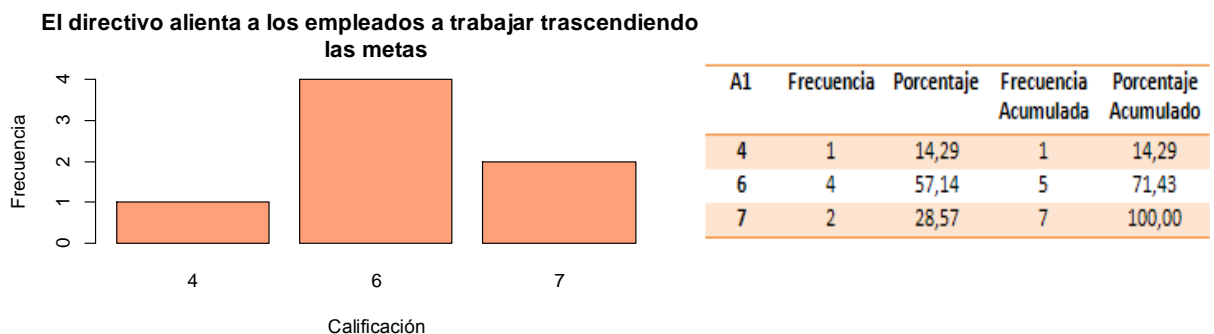 El directivo alienta a los empleados a trabajar trascendiendo
las metas
Frecuencia
4
3
2
1
0
4 6 7
Calificación
A1 Frecuencia Porcentaje Frecuencia Acumulada Porcentaje Acumulado
4 1 14,29 1 14,29
6 4 57,14 5 71,43
7 2 28,57 7 100,00